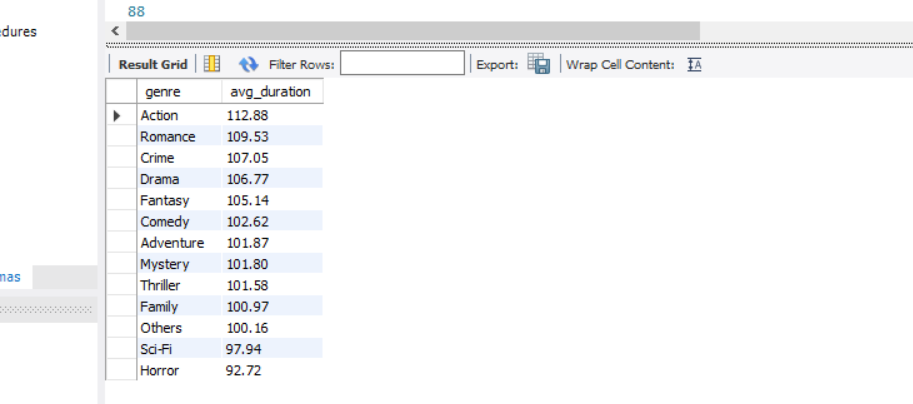 88
edures
Result Grid Filter Rows: Export: Wrap Cell Content: IA
genre avg_duration
Action 112.88
Romance 109.53
Crime 107.05
Drama 106.77
Fantasy 105.14
Comedy 102.62
Adventure 101.87
Mystery 101.80
Thriller 101.58
mas
Family 100.97
Others 100.16
Sci-Fi 97.94
Horror 92.72